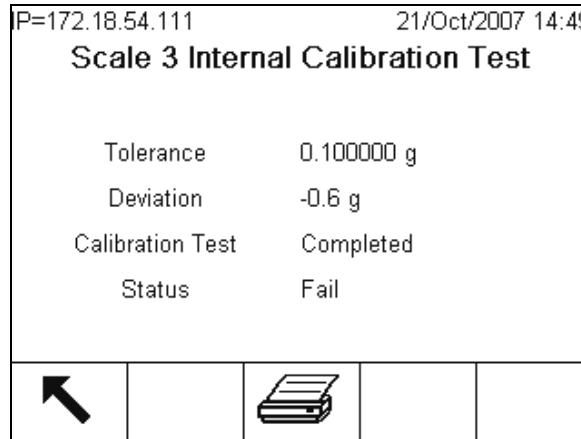 IP=172.18.54.111 21/Oct/2007 14:49
Scale 3 Internal Calibration Test
Tolerance 0.100000 g
Deviation -0.6 g
Calibration Test Completed
Status Fail